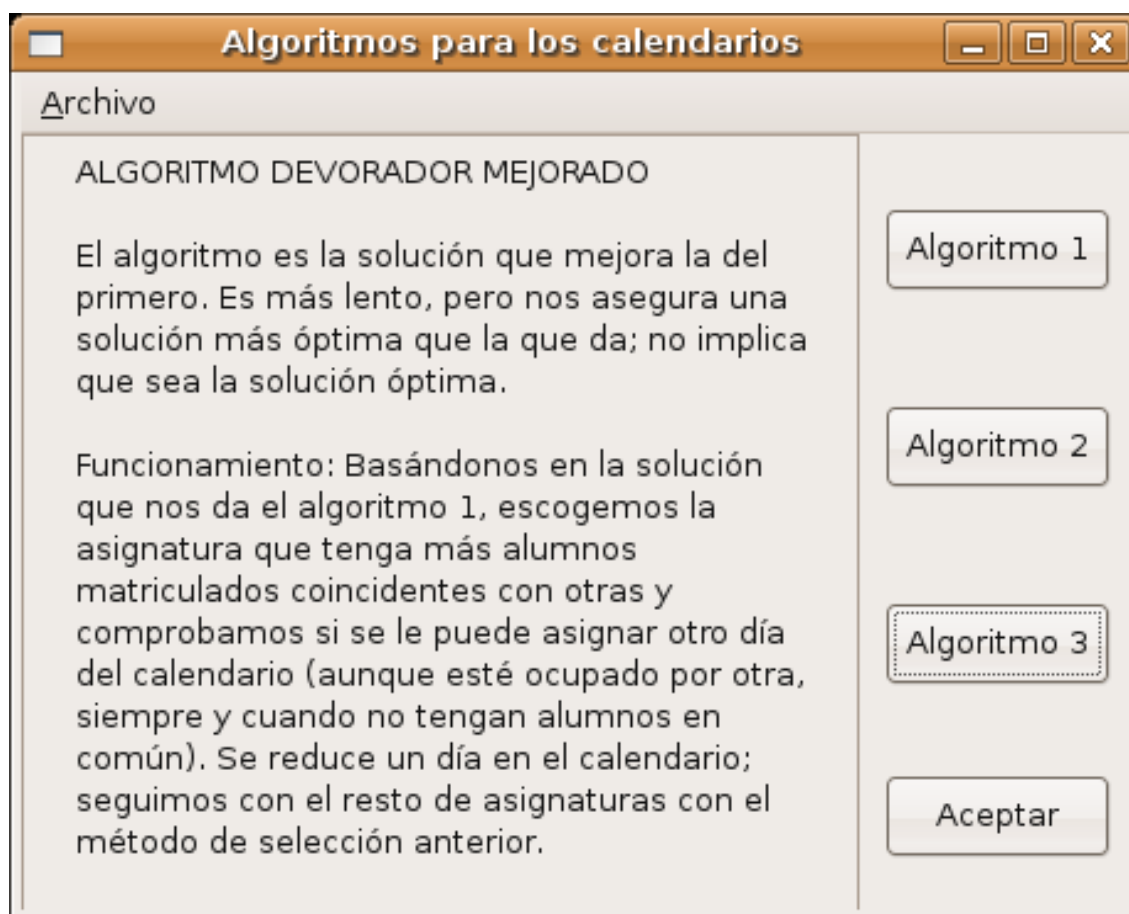 Algoritmos para los calendarios
Archivo
ALGORITMO DEVORADOR MEJORADO
El algoritmo es la solución que mejora la del
primero. Es más lento, pero nos asegura una
solución más óptima que la que da; no implica
que sea la solución óptima.
Funcionamiento: Basándonos en la solución
que nos da el algoritmo 1, escogemos la
asignatura que tenga más alumnos
matriculados coincidentes con otras y
comprobamos si se le puede asignar otro día
del calendario (aunque esté ocupado por otra,
siempre y cuando no tengan alumnos en
común). Se reduce un día en el calendario;
seguimos con el resto de asignaturas con el
método de selección anterior.
Algoritmo 1
Algoritmo 2
Algoritmo 3
Aceptar